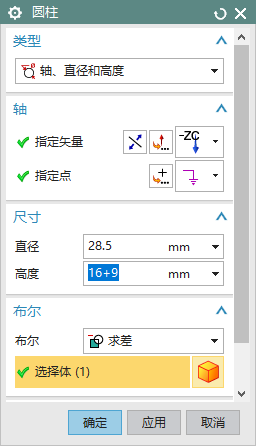 圆柱
类型
轴、直径和高度
轴
指定矢量
-ZC
指定点
尺寸
直径 28.5 mm
高度 16+9 mm
布尔
布尔 求差
选择体 (1)
确定 应用 取消